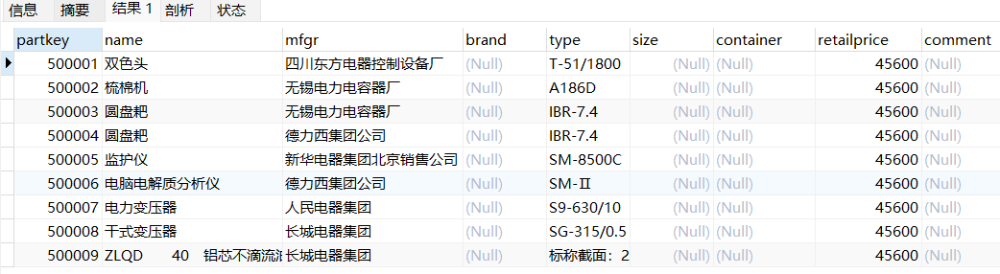 信息 摘要 结果 1 剖析 状态
partkey name mfgr brand type size container retailprice comment
500001 双色头 四川东方电器控制设备厂 (Null) T-51/1800 (Null) (Null) 45600 (Null)
500002 梳棉机 无锡电力电容器厂 (Null) A186D (Null) (Null) 45600 (Null)
500003 圆盘耙 无锡电力电容器厂 (Null) IBR-7.4 (Null) (Null) 45600 (Null)
500004 圆盘耙 德力西集团公司 (Null) IBR-7.4 (Null) (Null) 45600 (Null)
500005 监护仪 新华电器集团北京销售公司 (Null) SM-8500C (Null) (Null) 45600 (Null)
500006 电脑电解质分析仪 德力西集团公司 (Null) SM-Ⅱ (Null) (Null) 45600 (Null)
500007 电力变压器 人民电器集团 (Null) S9-630/10 (Null) (Null) 45600 (Null)
500008 干式变压器 长城电器集团 (Null) SG-315/0.5 (Null) (Null) 45600 (Null)
500009 ZLQD 40 铝芯不滴流 长城电器集团 (Null) 标称截面：2 (Null) (Null) 45600 (Null)